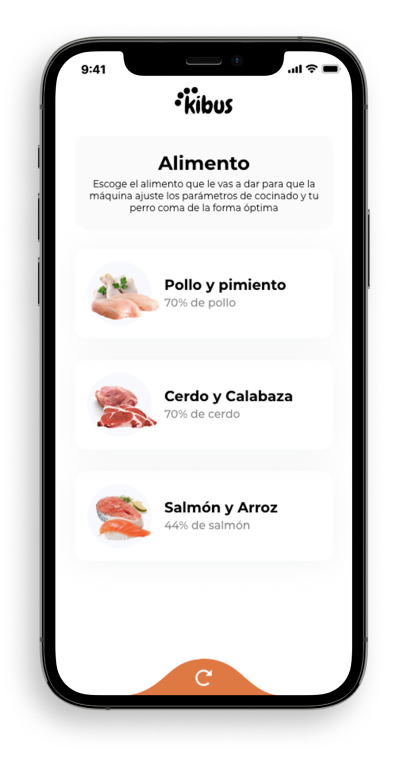 9:41
kibus
Alimento
Escoge el alimento que le vas a dar para que la
máquina ajuste los parámetros de cocinado y tu
perro coma de la forma óptima
Pollo y pimiento
70% de pollo
Cerdo y Calabaza
70% de cerdo
Salmón y Arroz
44% de salmón